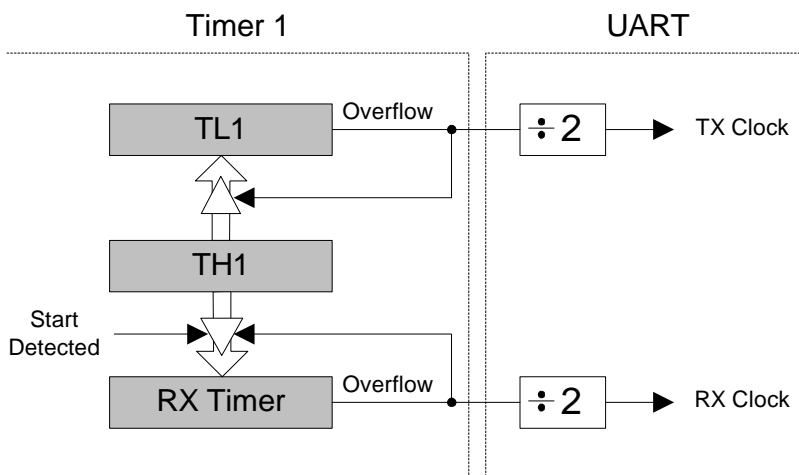 Timer 1
UART
TL1
Overflow
÷ 2
TX Clock
TH1
Start
Detected
RX Timer
Overflow
÷ 2
RX Clock